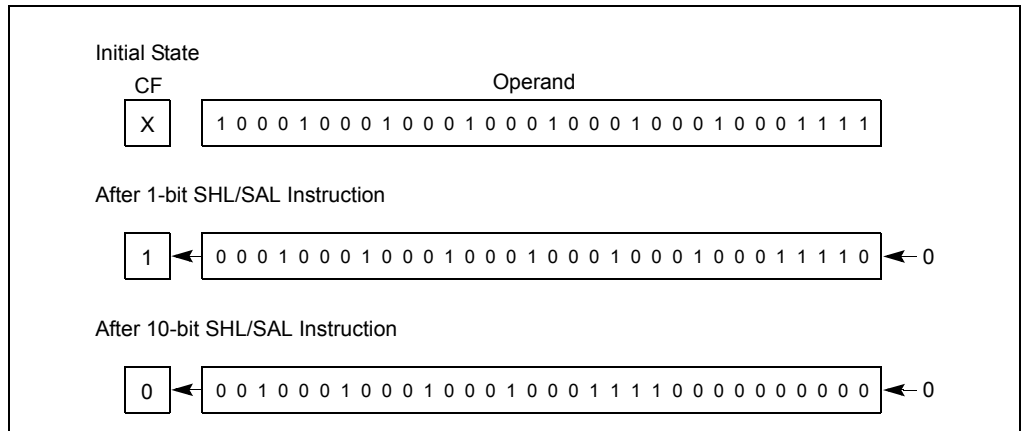 Initial State
CF Operand
X 1 0 0 0 1 0 0 0 1 0 0 0 1 0 0 0 1 0 0 0 1 0 0 0 1 0 0 0 1 1 1 1
After 1-bit SHL/SAL Instruction
1 0 0 0 1 0 0 0 1 0 0 0 1 0 0 0 1 0 0 0 1 0 0 0 1 0 0 0 1 1 1 1 0 0
After 10-bit SHL/SAL Instruction
0 0 0 1 0 0 0 1 0 0 0 1 0 0 0 1 0 0 0 1 1 1 1 0 0 0 0 0 0 0 0 0 0 0